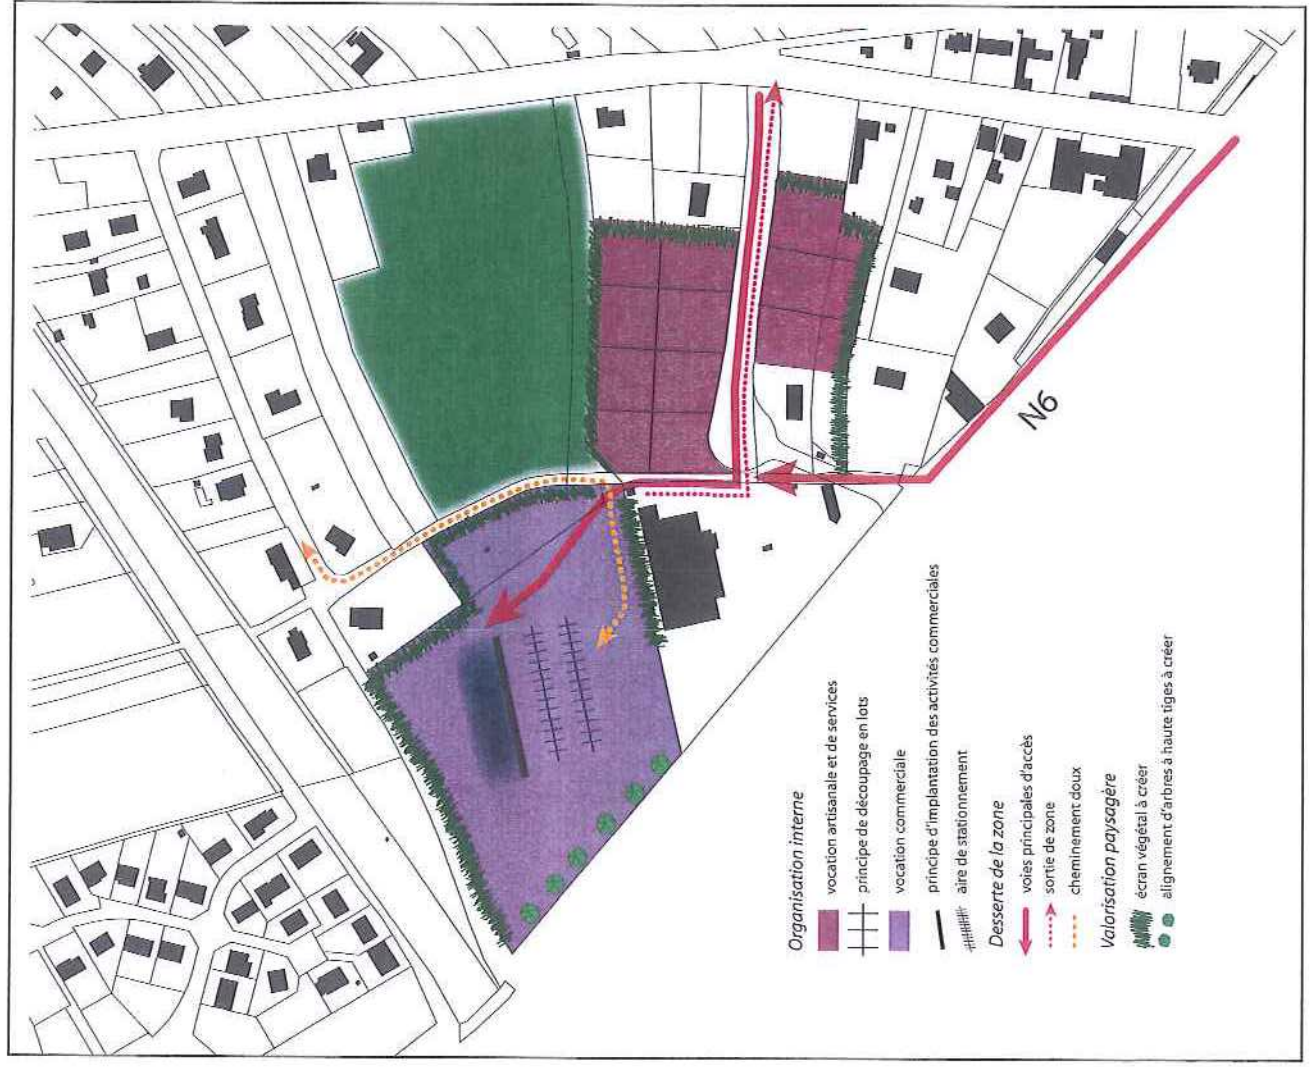 N6
Organisation interne
vocation artisanale et de services
principe de découpage en lots
vocation commerciale
principe d'implantation des activités commerciales
aire de stationnement
Desserte de la zone
voies principales d'accès
sortie de zone
cheminement doux
Valorisation paysagère
écran végétal à créer
alignement d'arbres à haute tiges à créer